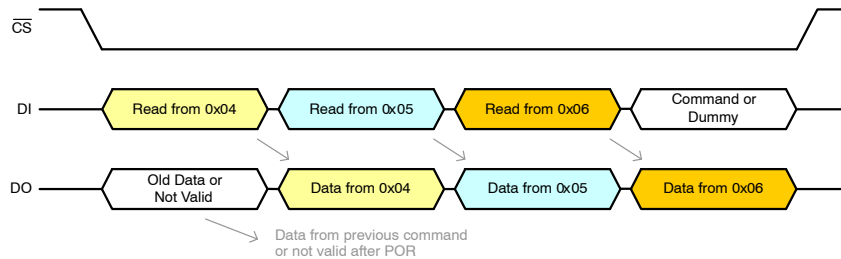 CS
DI
Read from 0x04
Read from 0x05
Read from 0x06
Command or
Dummy
DO
Old Data or
Not Valid
Data from 0x04
Data from 0x05
Data from 0x06
Data from previous command
or not valid after POR